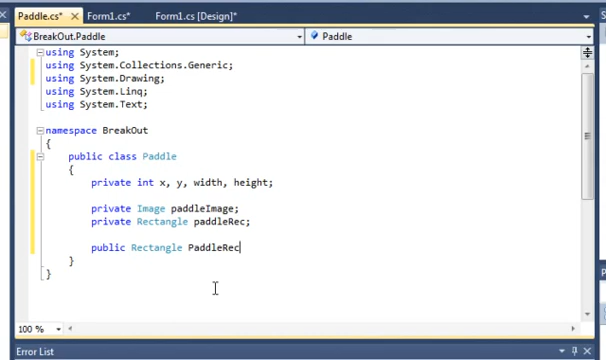 Paddle.cs* Form1.cs* Form1.cs [Design]*
BreakOut.Paddle Paddle
using System;
using System.Collections.Generic;
using System.Drawing;
using System.Linq;
using System.Text;
namespace BreakOut
{
public class Paddle
{
private int x, y, width, height;
private Image paddleImage;
private Rectangle paddleRec;
public Rectangle PaddleRec
}
}
100 %
Error List